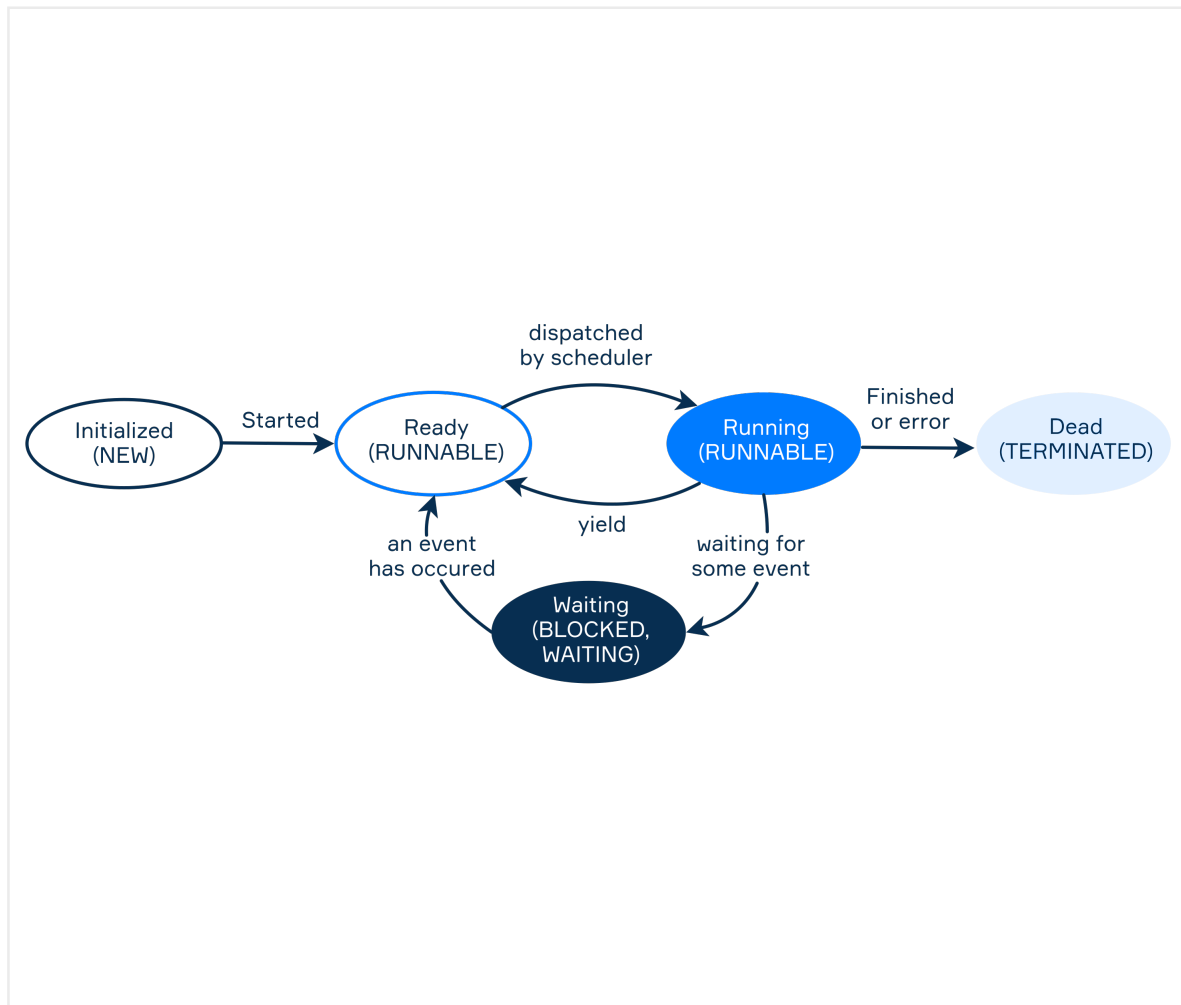 dispatched
by scheduler
Initialized
(NEW)
Started
Ready
(RUNNABLE)
Running
(RUNNABLE)
Finished
or error
Dead
(TERMINATED)
yield
an event
has occured
waiting for
some event
Waiting
(BLOCKED,
WAITING)